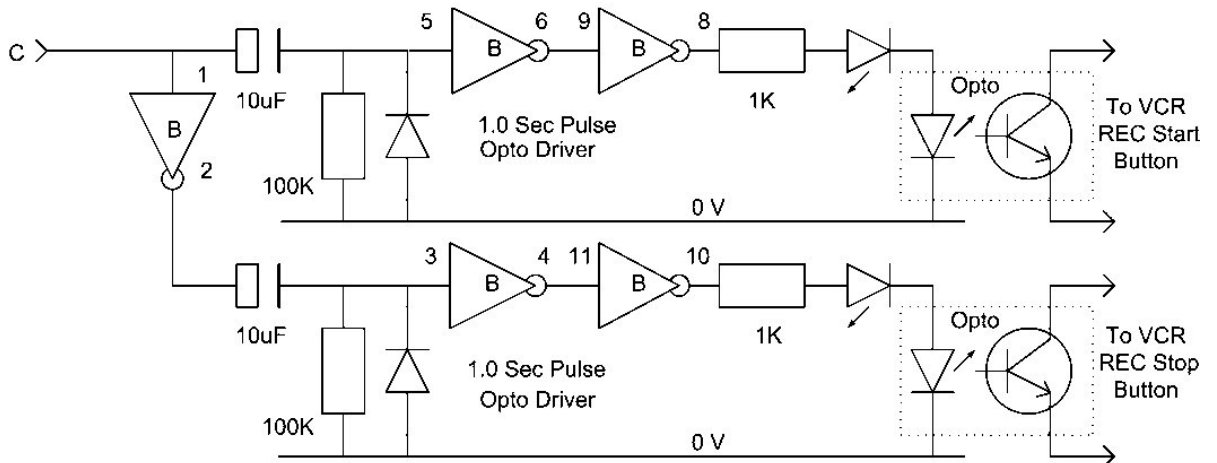 C
1
B
2
10uF
100K
5
B
6
9
B
8
1K
1.0 Sec Pulse
Opto Driver
0 V
Opto
To VCR
REC Start
Button
10uF
100K
3
B
4
11
B
10
1K
1.0 Sec Pulse
Opto Driver
0 V
Opto
To VCR
REC Stop
Button